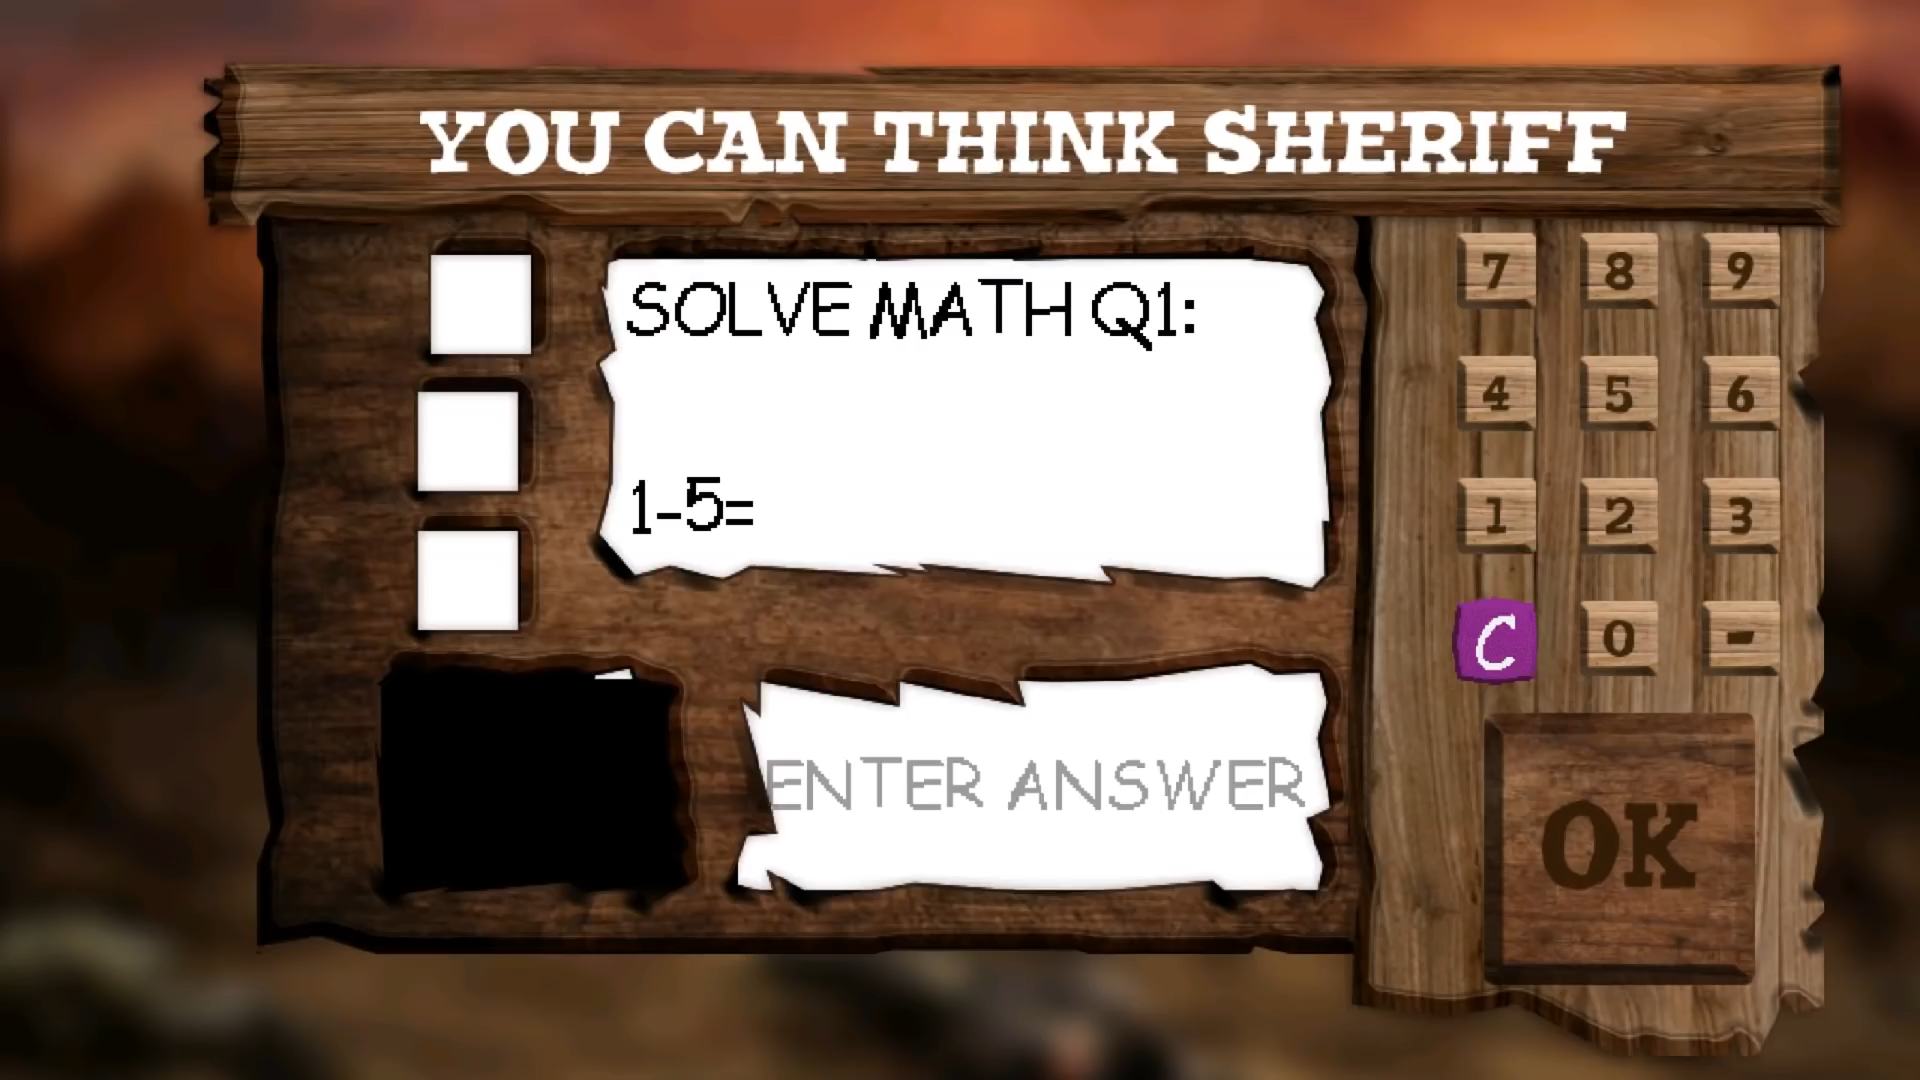 YOU CAN THINK SHERIFF
SOLVE MATH Q1:
1-5=
ENTER ANSWER
7 8 9
4 5 6
1 2 3
C 0 -
OK